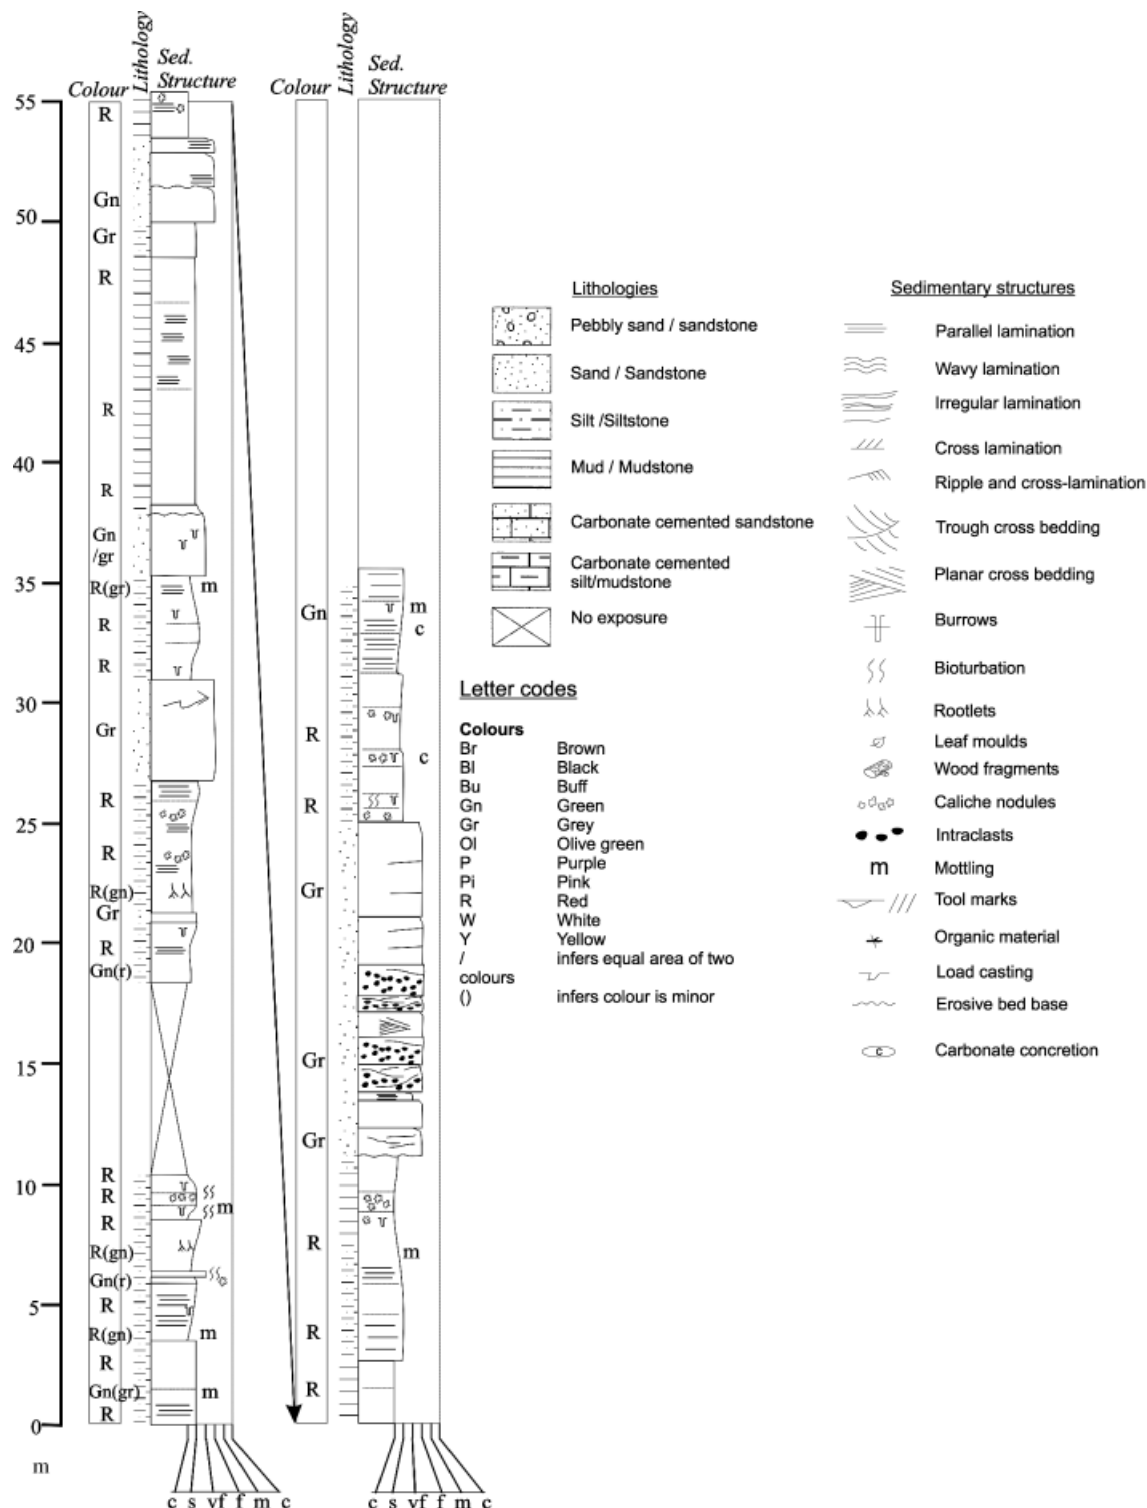 Colour
Lithology
Sed.
Structure
Colour
Lithology
Sed.
Structure
55
50
45
40
35
30
25
20
15
10
5
0
m
R
Gn
Gr
R
R
R
Gn
/gr
R(gr)
m
R
R
Gr
R
R
R(gn)
Gr
R
Gn(r)
R
R
m
R
R(gn)
Gn(r)
R
R(gn)
m
R
Gn(gr)
m
R
c s vf f m c
Gn
m
c
R
c
R
Gr
Gr
Gr
R
m
R
R
c s vf f m c
Lithologies
Pebbly sand / sandstone
Sand / Sandstone
Silt /Siltstone
Mud / Mudstone
Carbonate cemented sandstone
Carbonate cemented
silt/mudstone
No exposure
Letter codes
Colours
Br Brown
Bl Black
Bu Buff
Gn Green
Gr Grey
Ol Olive green
P Purple
Pi Pink
R Red
W White
Y Yellow
/ infers equal area of two
colours
() infers colour is minor
Sedimentary structures
Parallel lamination
Wavy lamination
Irregular lamination
Cross lamination
Ripple and cross-lamination
Trough cross bedding
Planar cross bedding
Burrows
Bioturbation
Rootlets
Leaf moulds
Wood fragments
Caliche nodules
Intraclasts
m Mottling
Tool marks
Organic material
Load casting
Erosive bed base
c Carbonate concretion